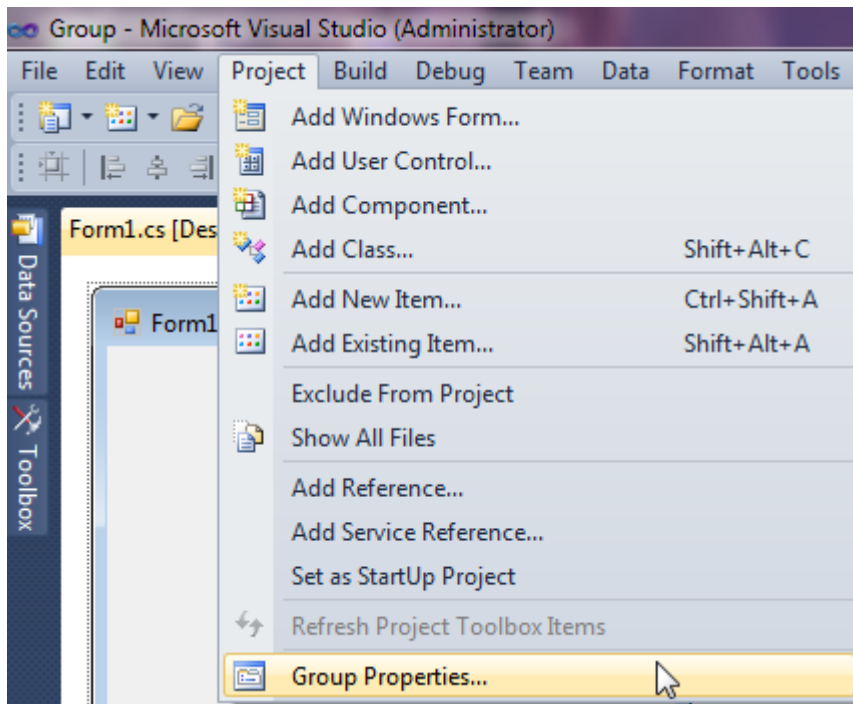 Group - Microsoft Visual Studio (Administrator)
File Edit View Project Build Debug Team Data Format Tools
Add Windows Form...
Add User Control...
Add Component...
Form1.cs [Des
Add Class... Shift+Alt+C
Add New Item... Ctrl+Shift+A
Form1
Add Existing Item... Shift+Alt+A
Exclude From Project
Show All Files
Add Reference...
Add Service Reference...
Set as StartUp Project
Refresh Project Toolbox Items
Group Properties...
Data Sources
Toolbox